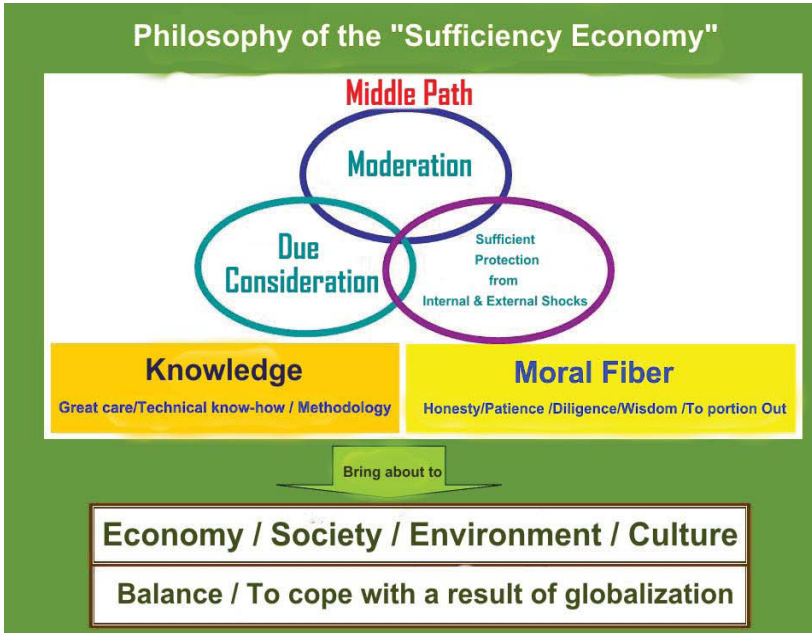 Philosophy of the "Sufficiency Economy"
Middle Path
Moderation
Due
Consideration
Sufficient
Protection
from
Internal & External Shocks
Knowledge
Great care/Technical know-how / Methodology
Moral Fiber
Honesty/Patience /Diligence/Wisdom /To portion Out
Bring about to
Economy / Society / Environment / Culture
Balance / To cope with a result of globalization